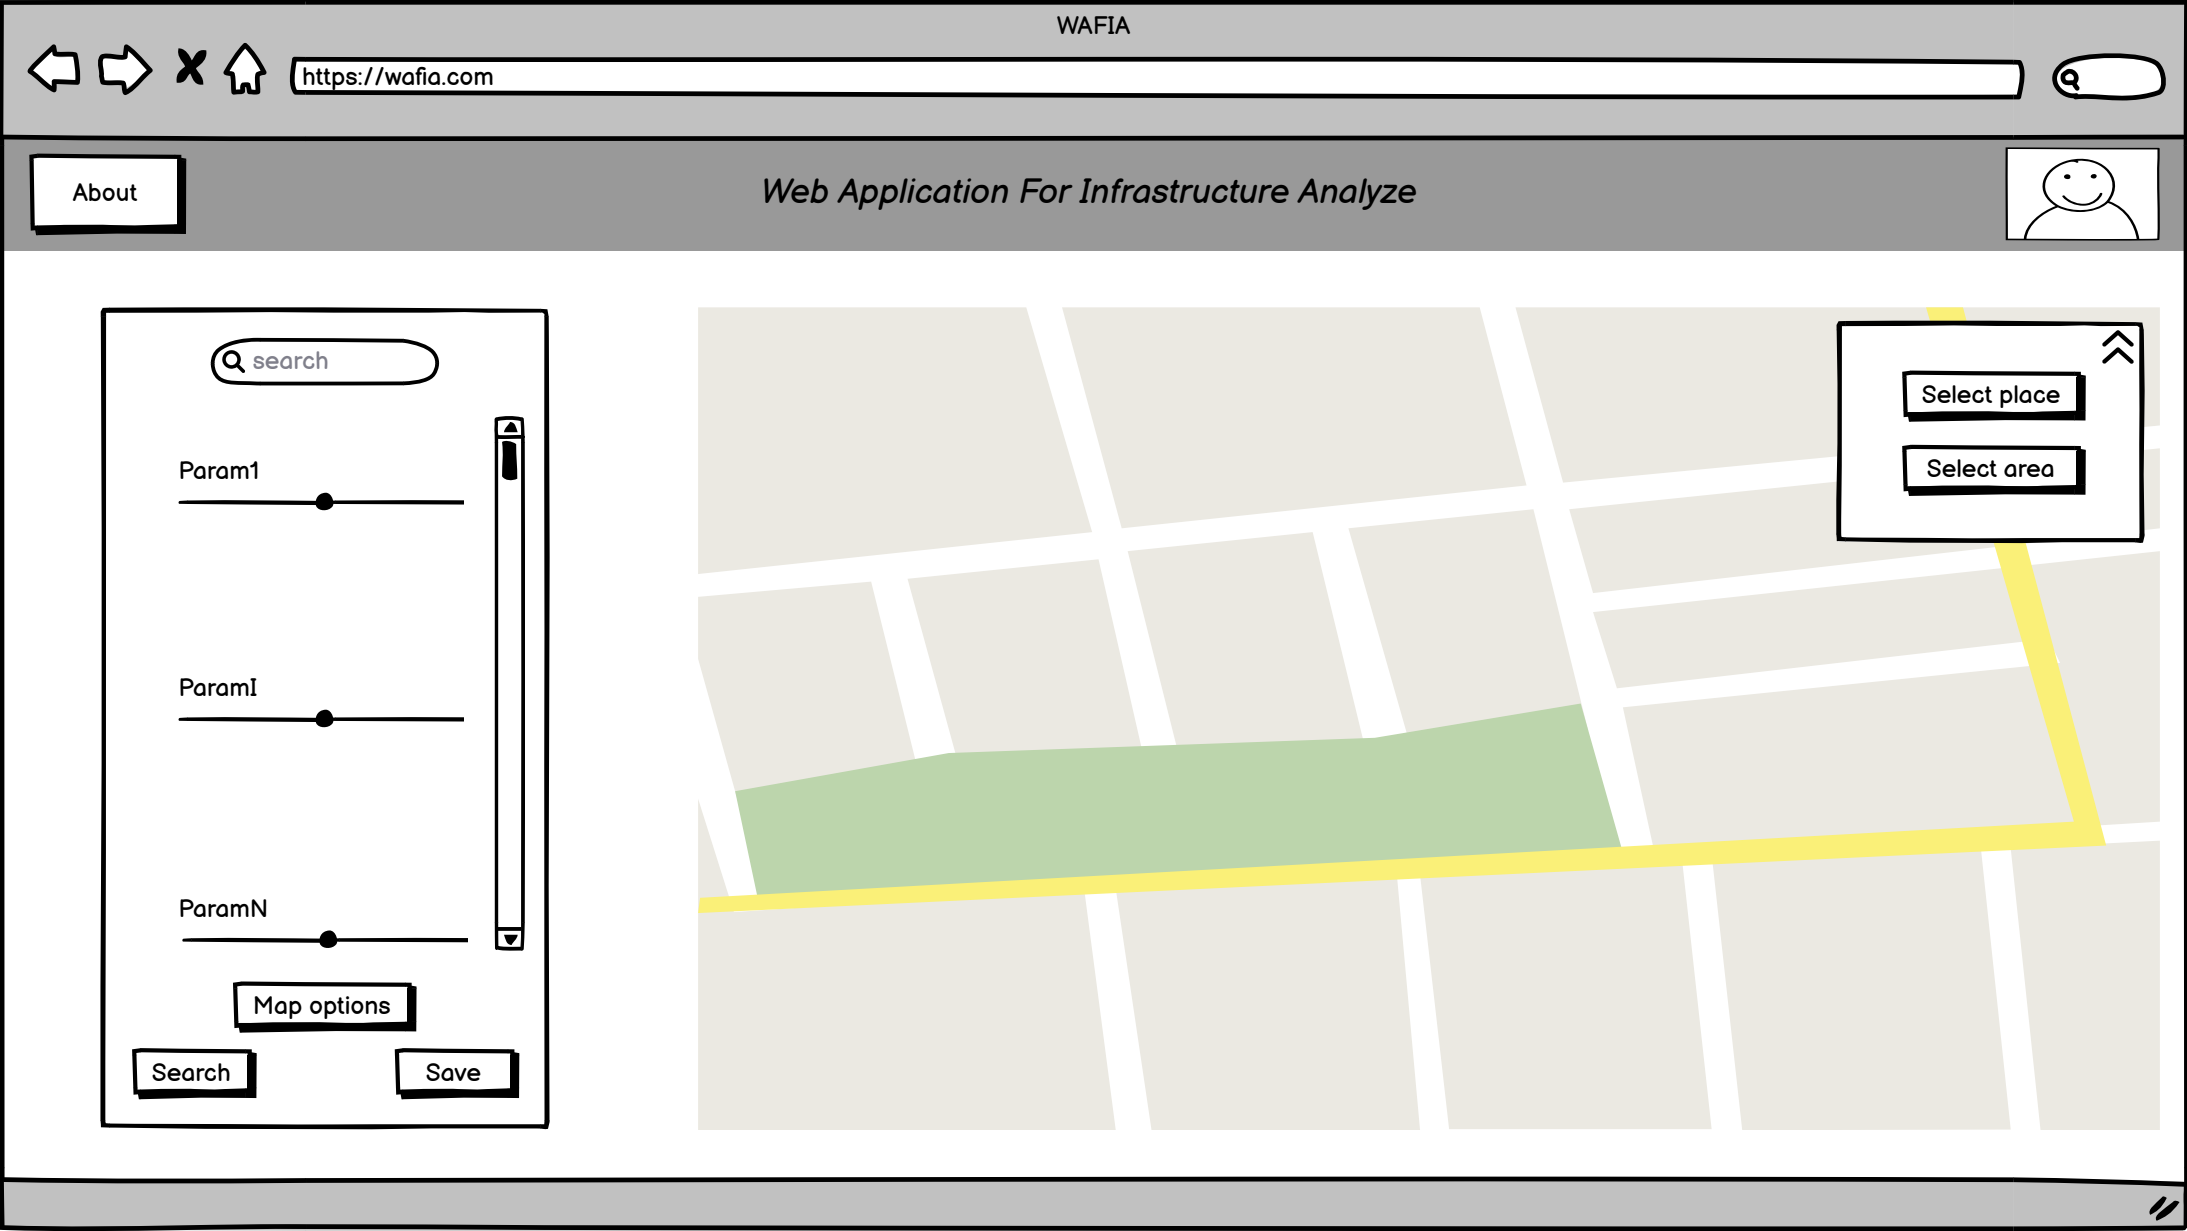 WAFIA
https://wafia.com
About
Web Application For Infrastructure Analyze
search
Param1
ParamI
ParamN
Map options
Search
Save
Select place
Select area